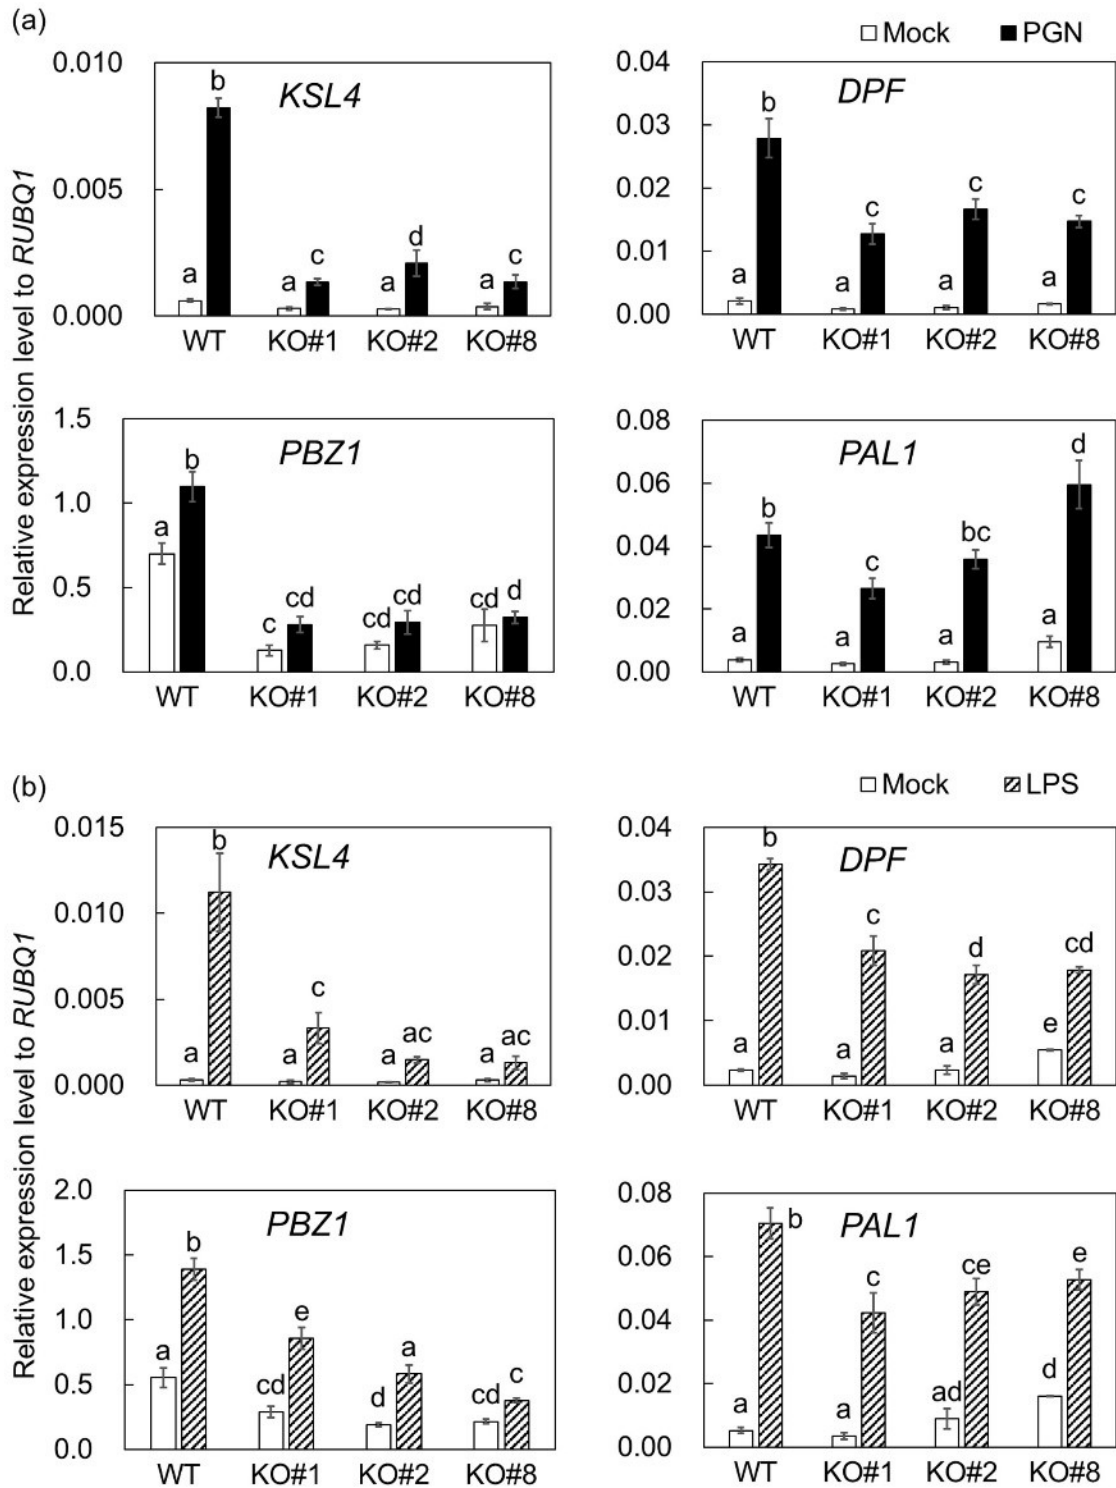 (a)
Mock PGN
Relative expression level to RUBQ1
KSL4
0.010
0.005
0.000
a b a c a d a c
WT KO#1 KO#2 KO#8
DPF
0.04
0.03
0.02
0.01
0.00
a b a c a c a c
WT KO#1 KO#2 KO#8
PBZ1
1.5
1.0
0.5
0.0
a b c cd cd cd cd d
WT KO#1 KO#2 KO#8
PAL1
0.08
0.06
0.04
0.02
0.00
a b a c a bc a d
WT KO#1 KO#2 KO#8
(b)
Mock LPS
Relative expression level to RUBQ1
KSL4
0.015
0.010
0.005
0.000
a b a c a ac a ac
WT KO#1 KO#2 KO#8
DPF
0.04
0.03
0.02
0.01
0.00
a b a c a d e cd
WT KO#1 KO#2 KO#8
PBZ1
2.0
1.5
1.0
0.5
0.0
a b cd e d a cd c
WT KO#1 KO#2 KO#8
PAL1
0.08
0.06
0.04
0.02
0.00
a b a c ad ce d e
WT KO#1 KO#2 KO#8